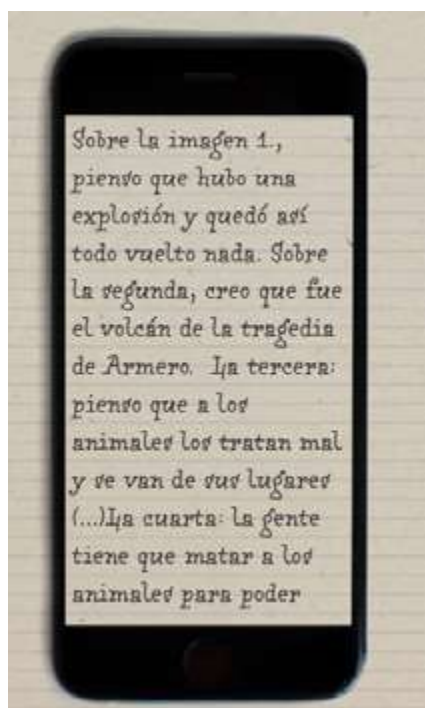 Sobre la imagen 1.,
pienso que hubo una
explosión y quedó así
todo vuelto nada. Sobre
la segunda, creo que fue
el volcán de la tragedia
de Armero.  La tercera:
pienso que a los
animales los tratan mal
y se van de sus lugares
(...)La cuarta: la gente
tiene que matar a los
animales para poder